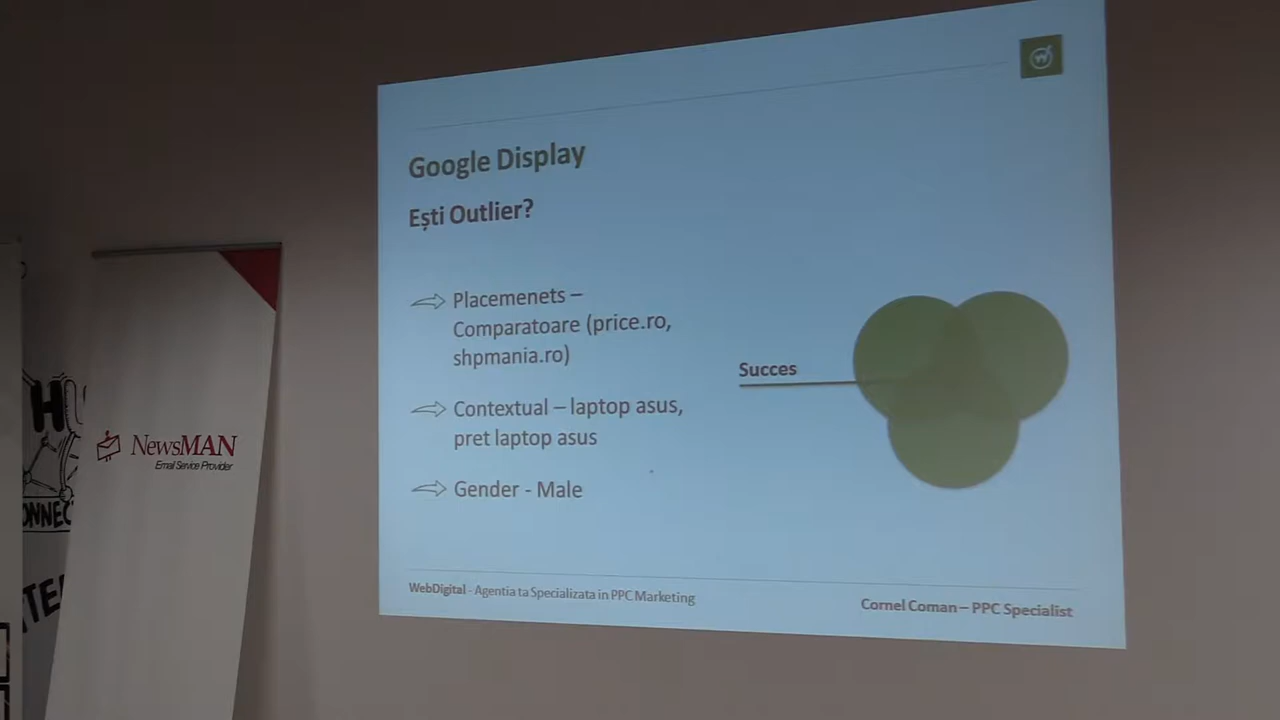 Google Display
Ești Outlier?
Placemenets –
Comparatoare (price.ro,
shpmania.ro)
Contextual – laptop asus,
pret laptop asus
Gender - Male
Succes
WebDigital - Agentia ta Specializata in PPC Marketing
Cornel Coman – PPC Specialist
NewsMAN
Email Service Provider